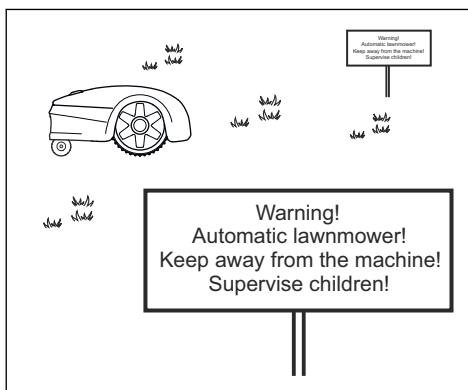 Warning!
Automatic lawnmower!
Keep away from the machine!
Supervise children!
Warning!
Automatic lawnmower!
Keep away from the machine!
Supervise children!